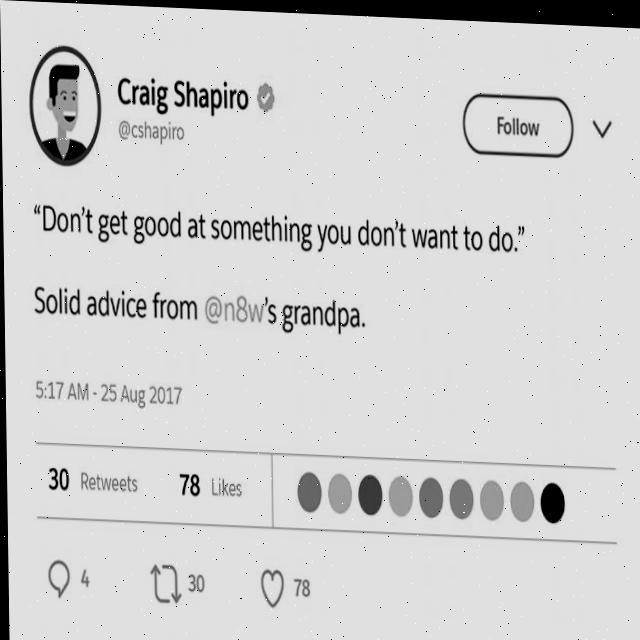 Craig Shapiro
@cshapiro
Follow
“Don’t get good at something you don’t want to do.”
Solid advice from @n8w’s grandpa.
5:17 AM - 25 Aug 2017
30 Retweets 78 Likes
4 30 78